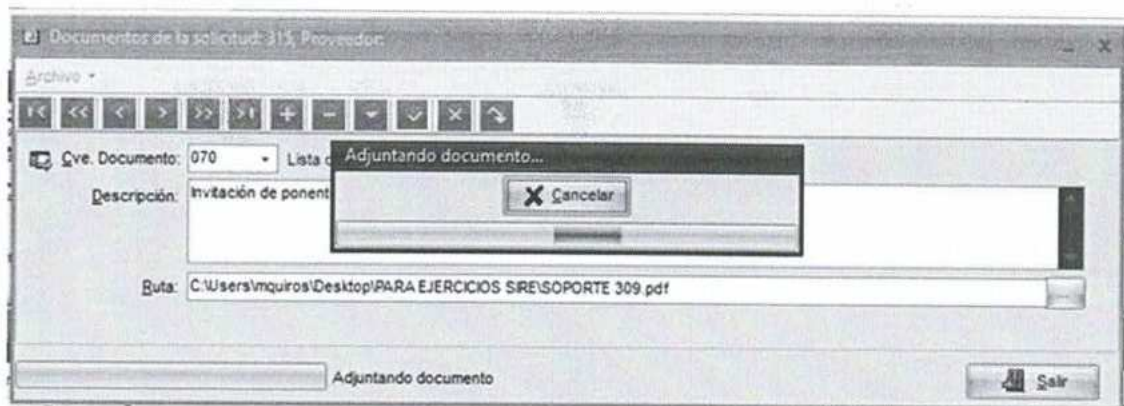 Documentos de la solicitud: 315, Proveedor:
Archivo
Cve. Documento: 070 Lista
Adjuntando documento...
Cancelar
Descripción: Invitación de ponent
Ruta: C:\Users\mquiros\Desktop\PARA EJERCICIOS SIRE\SOPORTE 309.pdf
Adjuntando documento
Salir